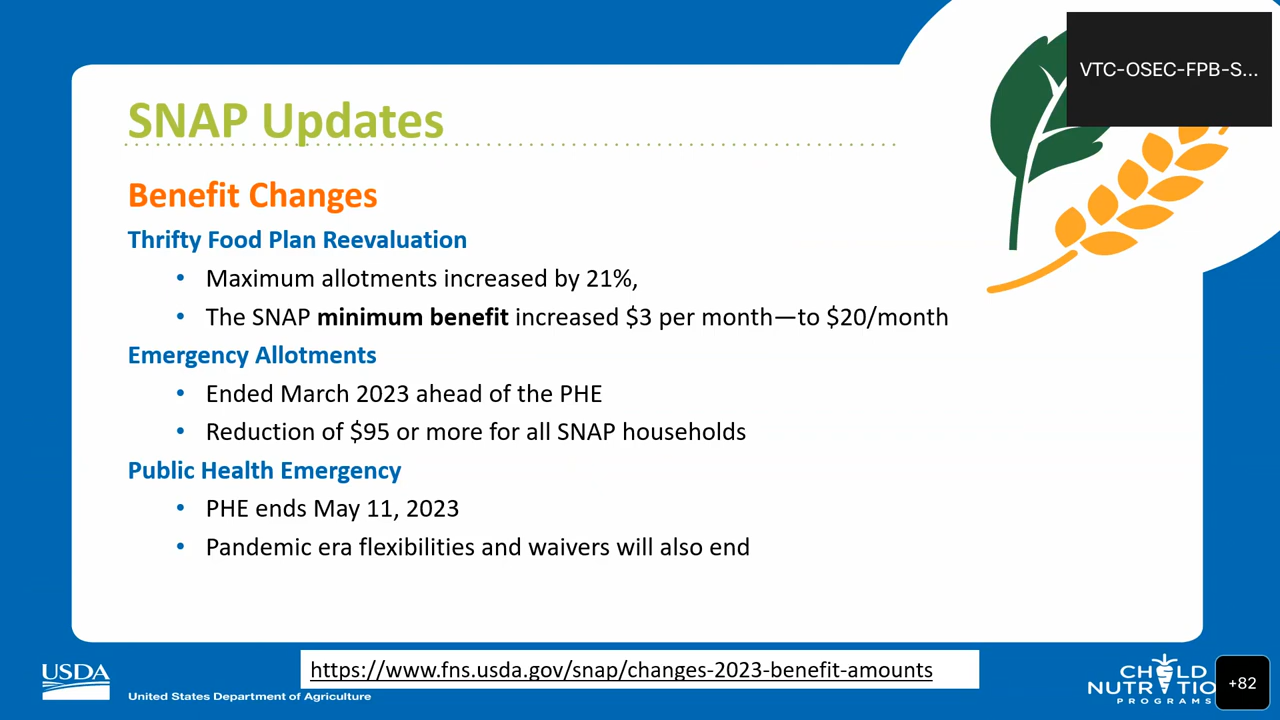 VTC-OSEC-FPB-S...
SNAP Updates
Benefit Changes
Thrifty Food Plan Reevaluation
• Maximum allotments increased by 21%,
• The SNAP minimum benefit increased $3 per month—to $20/month
Emergency Allotments
• Ended March 2023 ahead of the PHE
• Reduction of $95 or more for all SNAP households
Public Health Emergency
• PHE ends May 11, 2023
• Pandemic era flexibilities and waivers will also end
https://www.fns.usda.gov/snap/changes-2023-benefit-amounts
USDA
United States Department of Agriculture
CHILD
NUTRITIO
PROGRAMS
+82